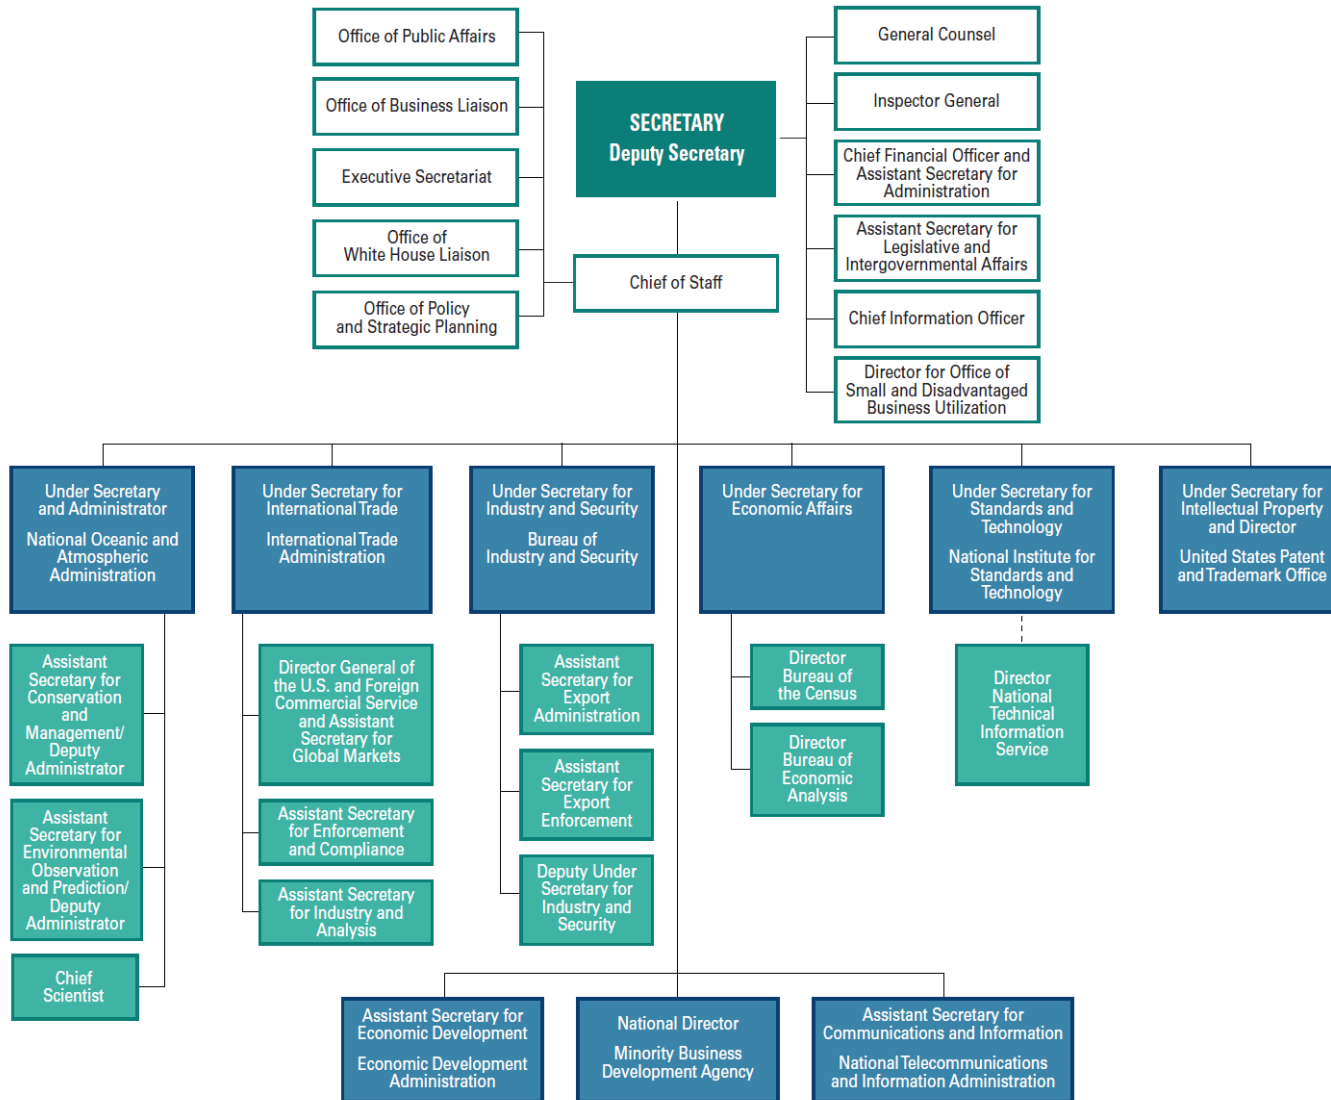 Office of Public Affairs
Office of Business Liaison
Executive Secretariat
Office of
White House Liaison
Office of Policy
and Strategic Planning
SECRETARY
Deputy Secretary
Chief of Staff
General Counsel
Inspector General
Chief Financial Officer and
Assistant Secretary for
Administration
Assistant Secretary for
Legislative and
Intergovernmental Affairs
Chief Information Officer
Director for Office of
Small and Disadvantaged
Business Utilization
Under Secretary
and Administrator
National Oceanic and
Atmospheric
Administration
Under Secretary for
International Trade
International Trade
Administration
Under Secretary for
Industry and Security
Bureau of
Industry and Security
Under Secretary for
Economic Affairs
Under Secretary for
Standards and
Technology
National Institute for
Standards and
Technology
Under Secretary for
Intellectual Property
and Director
United States Patent
and Trademark Office
Assistant
Secretary for
Conservation
and
Management/
Deputy
Administrator
Assistant
Secretary for
Environmental
Observation
and Prediction/
Deputy
Administrator
Chief
Scientist
Director General of
the U.S. and Foreign
Commercial Service
and Assistant
Secretary for
Global Markets
Assistant Secretary
for Enforcement
and Compliance
Assistant Secretary
for Industry and
Analysis
Assistant
Secretary for
Export
Administration
Assistant
Secretary for
Export
Enforcement
Deputy Under
Secretary for
Industry and
Security
Director
Bureau of
the Census
Director
Bureau of
Economic
Analysis
Director
National
Technical
Information
Service
Assistant Secretary for
Economic Development
Economic Development
Administration
National Director
Minority Business
Development Agency
Assistant Secretary for
Communications and Information
National Telecommunications
and Information Administration